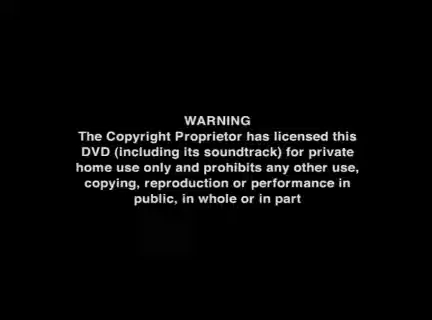 WARNING
The Copyright Proprietor has licensed this
DVD (including its soundtrack) for private
home use only and prohibits any other use,
copying, reproduction or performance in
public, in whole or in part